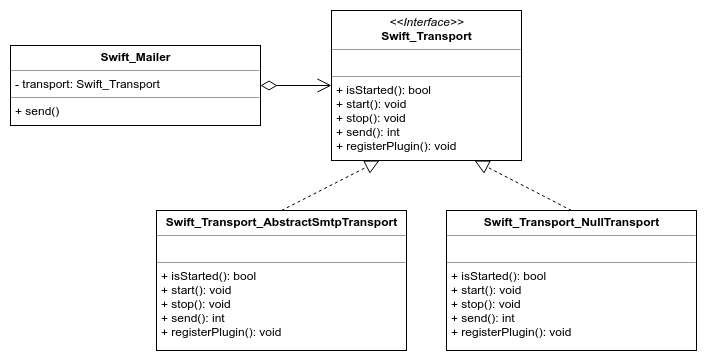 Swift_Mailer
- transport: Swift_Transport
+ send()
<<Interface>>
Swift_Transport
+ isStarted(): bool
+ start(): void
+ stop(): void
+ send(): int
+ registerPlugin(): void
Swift_Transport_AbstractSmtpTransport
+ isStarted(): bool
+ start(): void
+ stop(): void
+ send(): int
+ registerPlugin(): void
Swift_Transport_NullTransport
+ isStarted(): bool
+ start(): void
+ stop(): void
+ send(): int
+ registerPlugin(): void